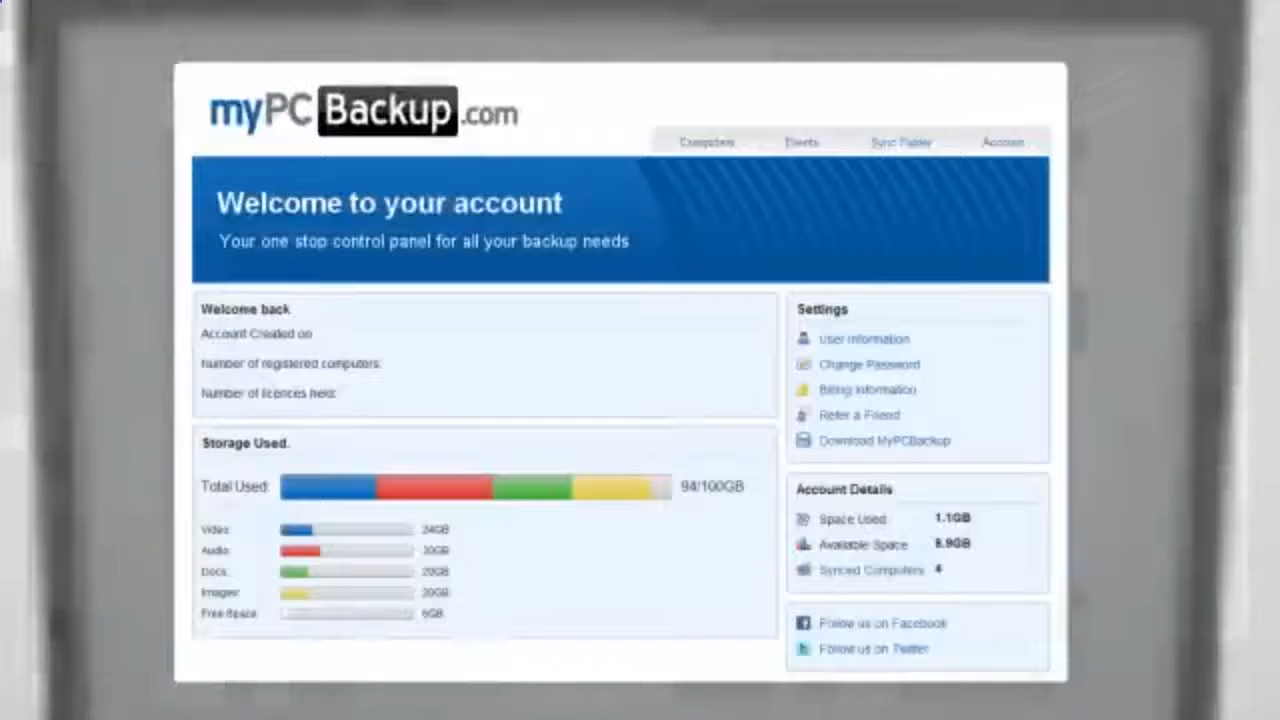 myPCBackup.com
Computers Clients Sync Folder Account
Welcome to your account
Your one stop control panel for all your backup needs
Welcome back
Account Created on
Number of registered computers:
Number of licences held:
Storage Used.
Total Used: 94/100GB
Video: 24GB
Audio: 30GB
Docs: 20GB
Images: 20GB
Free Space 6GB
Settings
User Information
Change Password
Billing Information
Refer a Friend
Download MyPCBackup
Account Details
Space Used 1.1GB
Available Space 8.9GB
Synced Computers 4
Follow us on Facebook
Follow us on Twitter